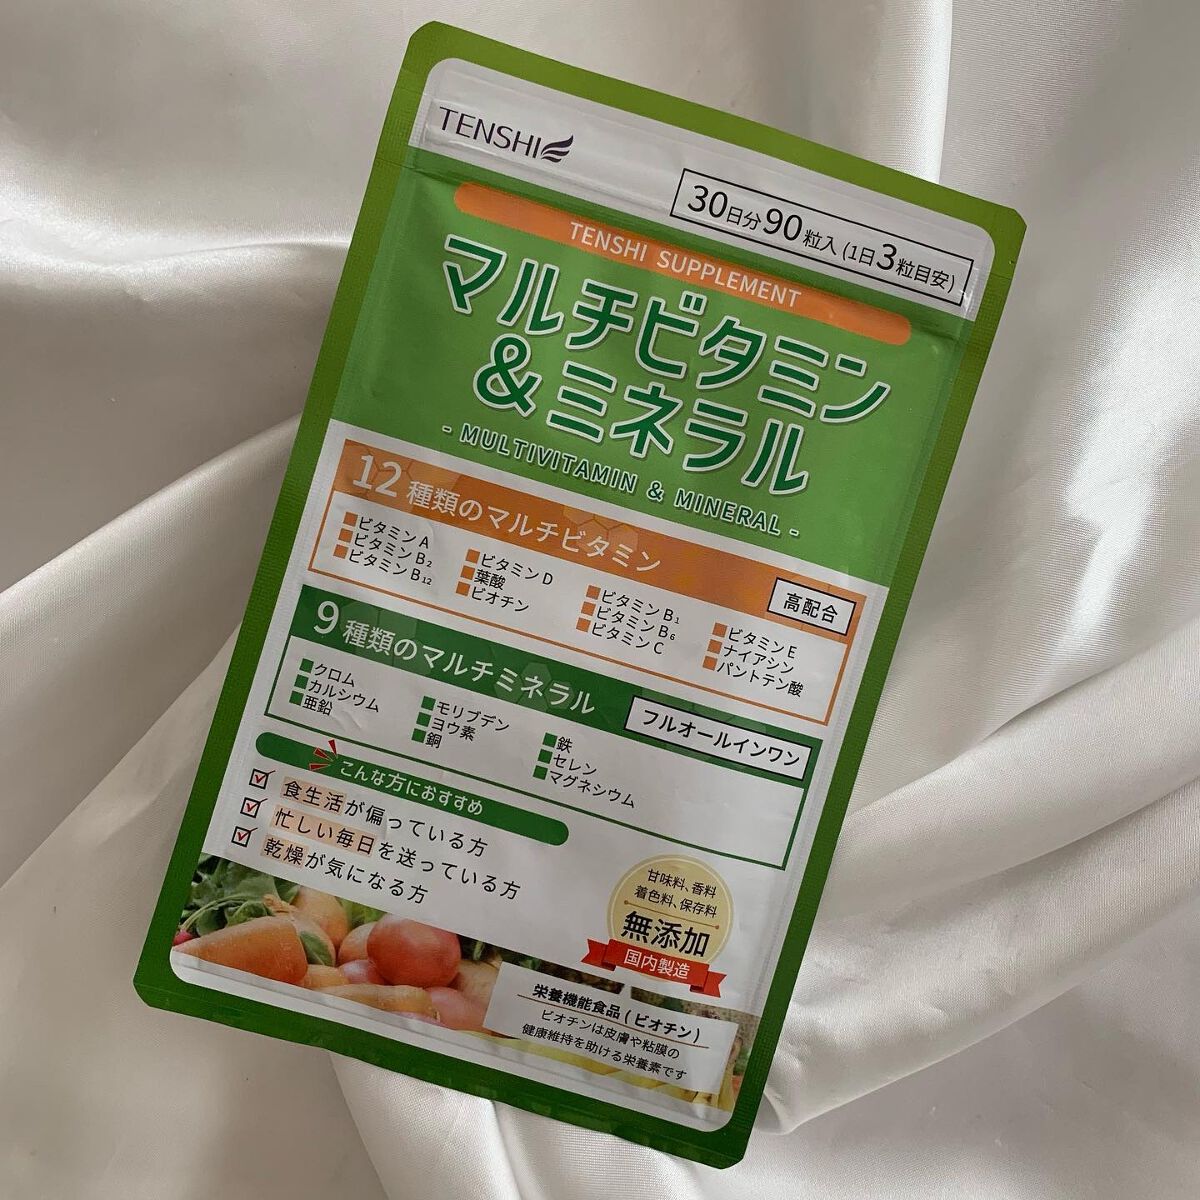 TENSHI
30日分90粒入(1日3粒目安)
TENSHI SUPPLEMENT
マルチビタミン
&ミネラル
- MULTIVITAMIN & MINERAL -
12種類のマルチビタミン
高配合
ビタミンA
ビタミンB2
ビタミンB12
ビタミンD
葉酸
ビオチン
ビタミンB1
ビタミンB6
ビタミンC
ビタミンE
ナイアシン
パントテン酸
9種類のマルチミネラル
フルオールインワン
クロム
カルシウム
亜鉛
モリブデン
ヨウ素
銅
鉄
セレン
マグネシウム
こんな方におすすめ
食生活が偏っている方
忙しい毎日を送っている方
乾燥が気になる方
甘味料、香料
着色料、保存料
無添加
国内製造
栄養機能食品(ビオチン)
ビオチンは皮膚や粘膜の
健康維持を助ける栄養素です